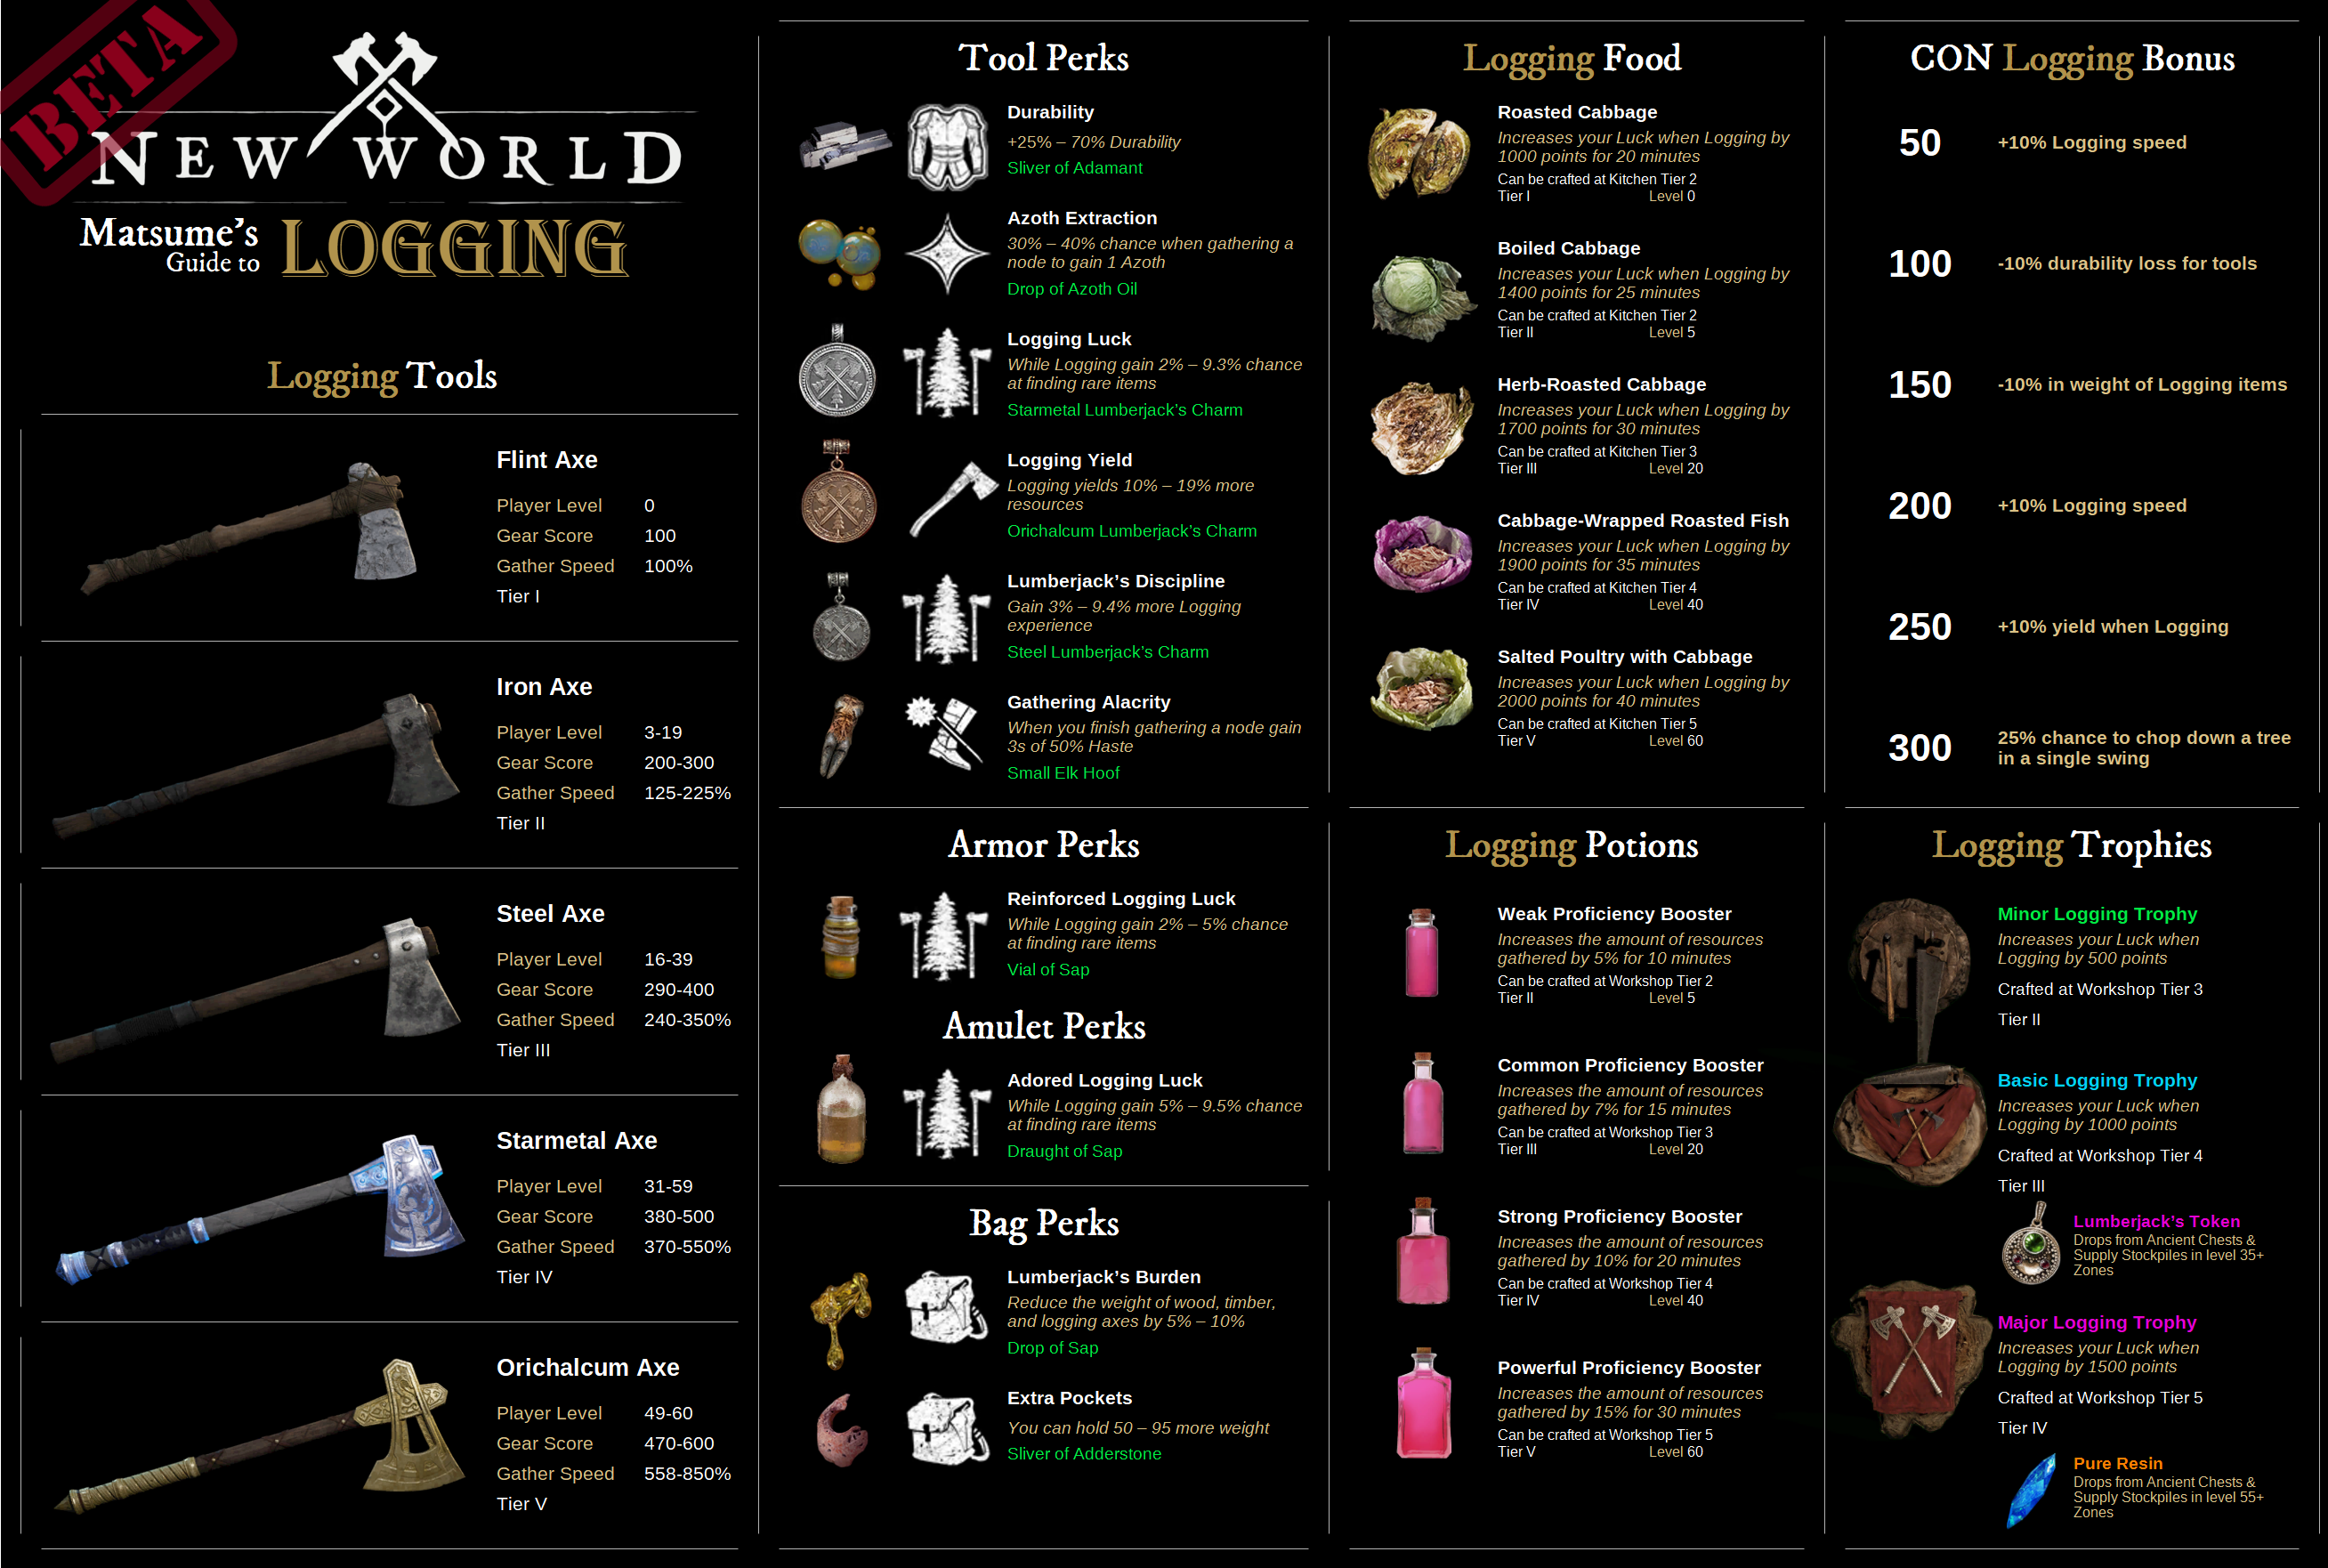 BETA
NEW WORLD
Matsume's
Guide to
LOGGING
Logging Tools
Flint Axe
Player Level 0
Gear Score 100
Gather Speed 100%
Tier I
Iron Axe
Player Level 3-19
Gear Score 200-300
Gather Speed 125-225%
Tier II
Steel Axe
Player Level 16-39
Gear Score 290-400
Gather Speed 240-350%
Tier III
Starmetal Axe
Player Level 31-59
Gear Score 380-500
Gather Speed 370-550%
Tier IV
Orichalcum Axe
Player Level 49-60
Gear Score 470-600
Gather Speed 558-850%
Tier V
Tool Perks
Durability
+25% – 70% Durability
Sliver of Adamant
Azoth Extraction
30% – 40% chance when gathering a
node to gain 1 Azoth
Drop of Azoth Oil
Logging Luck
While Logging gain 2% – 9.3% chance
at finding rare items
Starmetal Lumberjack's Charm
Logging Yield
Logging yields 10% – 19% more
resources
Orichalcum Lumberjack's Charm
Lumberjack's Discipline
Gain 3% – 9.4% more Logging
experience
Steel Lumberjack's Charm
Gathering Alacrity
When you finish gathering a node gain
3s of 50% Haste
Small Elk Hoof
Armor Perks
Reinforced Logging Luck
While Logging gain 2% – 5% chance
at finding rare items
Vial of Sap
Amulet Perks
Adored Logging Luck
While Logging gain 5% – 9.5% chance
at finding rare items
Draught of Sap
Bag Perks
Lumberjack's Burden
Reduce the weight of wood, timber,
and logging axes by 5% – 10%
Drop of Sap
Extra Pockets
You can hold 50 – 95 more weight
Sliver of Adderstone
Logging Food
Roasted Cabbage
Increases your Luck when Logging by
1000 points for 20 minutes
Can be crafted at Kitchen Tier 2
Tier I Level 0
Boiled Cabbage
Increases your Luck when Logging by
1400 points for 25 minutes
Can be crafted at Kitchen Tier 2
Tier II Level 5
Herb-Roasted Cabbage
Increases your Luck when Logging by
1700 points for 30 minutes
Can be crafted at Kitchen Tier 3
Tier III Level 20
Cabbage-Wrapped Roasted Fish
Increases your Luck when Logging by
1900 points for 35 minutes
Can be crafted at Kitchen Tier 4
Tier IV Level 40
Salted Poultry with Cabbage
Increases your Luck when Logging by
2000 points for 40 minutes
Can be crafted at Kitchen Tier 5
Tier V Level 60
Logging Potions
Weak Proficiency Booster
Increases the amount of resources
gathered by 5% for 10 minutes
Can be crafted at Workshop Tier 2
Tier II Level 5
Common Proficiency Booster
Increases the amount of resources
gathered by 7% for 15 minutes
Can be crafted at Workshop Tier 3
Tier III Level 20
Strong Proficiency Booster
Increases the amount of resources
gathered by 10% for 20 minutes
Can be crafted at Workshop Tier 4
Tier IV Level 40
Powerful Proficiency Booster
Increases the amount of resources
gathered by 15% for 30 minutes
Can be crafted at Workshop Tier 5
Tier V Level 60
CON Logging Bonus
50 +10% Logging speed
100 -10% durability loss for tools
150 -10% in weight of Logging items
200 +10% Logging speed
250 +10% yield when Logging
300 25% chance to chop down a tree
in a single swing
Logging Trophies
Minor Logging Trophy
Increases your Luck when
Logging by 500 points
Crafted at Workshop Tier 3
Tier II
Basic Logging Trophy
Increases your Luck when
Logging by 1000 points
Crafted at Workshop Tier 4
Tier III
Lumberjack's Token
Drops from Ancient Chests &
Supply Stockpiles in level 35+
Zones
Major Logging Trophy
Increases your Luck when
Logging by 1500 points
Crafted at Workshop Tier 5
Tier IV
Pure Resin
Drops from Ancient Chests &
Supply Stockpiles in level 55+
Zones